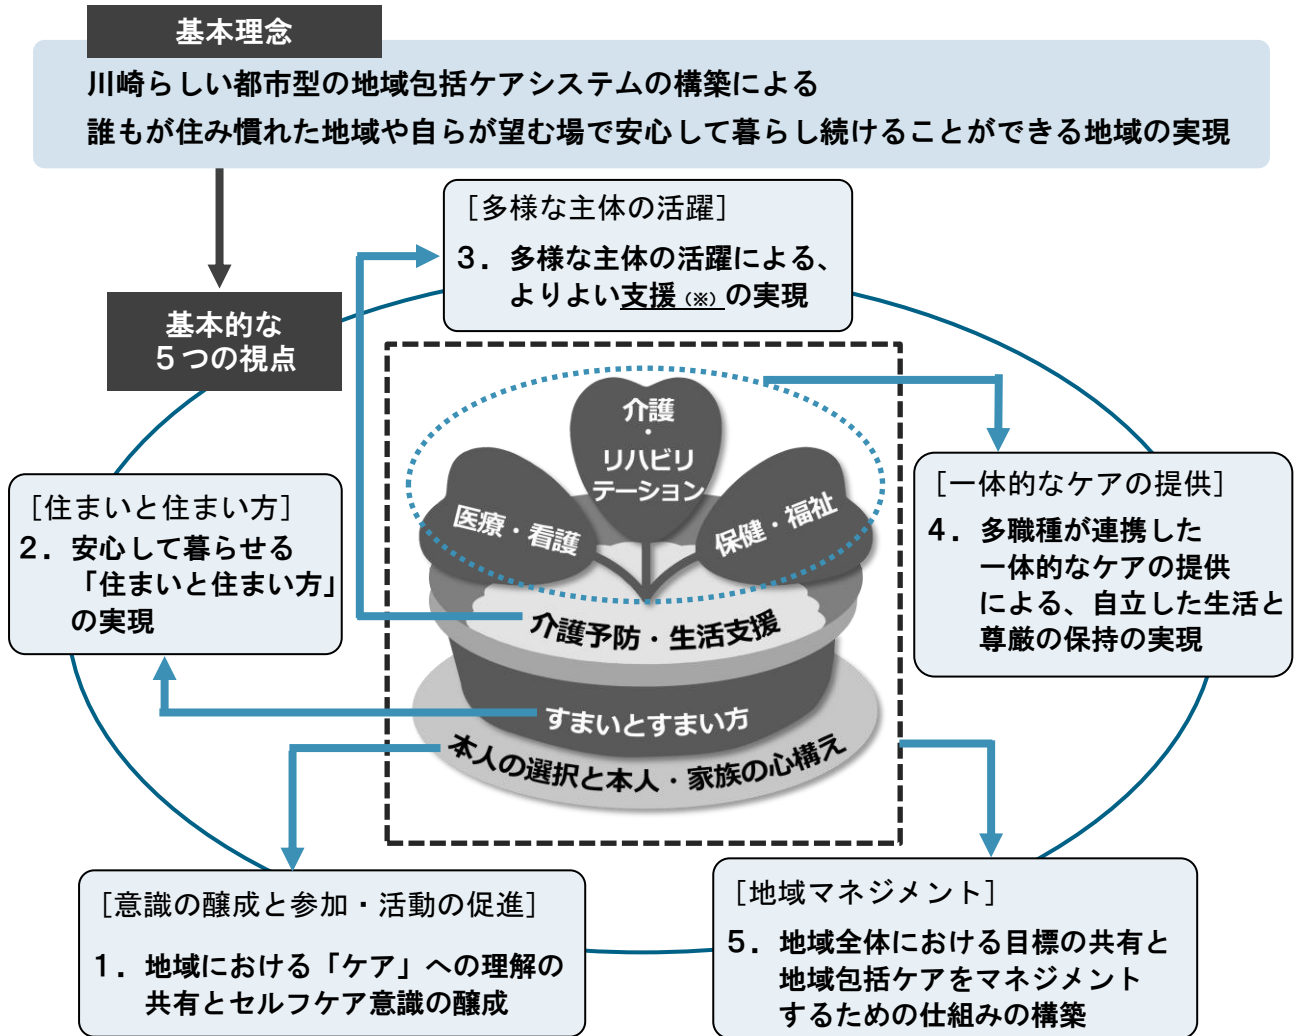 基本理念
川崎らしい都市型の地域包括ケアシステムの構築による
誰もが住み慣れた地域や自らが望む場で安心して暮らし続けることができる地域の実現
[多様な主体の活躍]
３．多様な主体の活躍による、
よりよい支援（※）の実現
基本的な
５つの視点
介護
・
リハビリ
テーション
医療・看護
保健・福祉
介護予防・生活支援
すまいとすまい方
本人の選択と本人・家族の心構え
[住まいと住まい方]
２．安心して暮らせる
「住まいと住まい方」
の実現
[一体的なケアの提供]
４．多職種が連携した
一体的なケアの提供
による、自立した生活と
尊厳の保持の実現
[意識の醸成と参加・活動の促進]
１．地域における「ケア」への理解の
共有とセルフケア意識の醸成
[地域マネジメント]
５．地域全体における目標の共有と
地域包括ケアをマネジメント
するための仕組みの構築